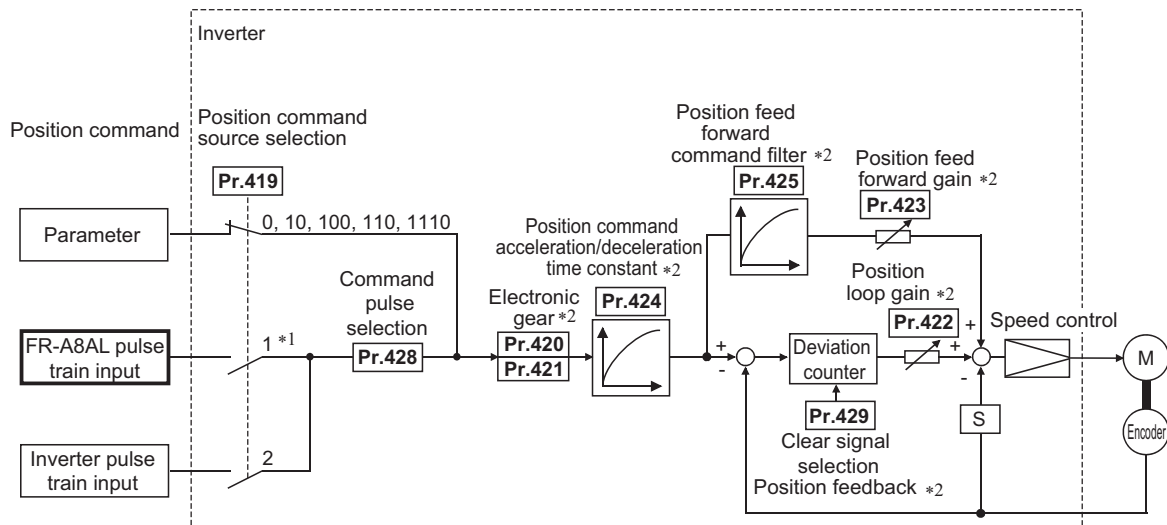 Inverter
Position command
Position command
source selection
Pr.419
Parameter
0, 10, 100, 110, 1110
FR-A8AL pulse
train input
1 *1
Inverter pulse
train input
2
Command
pulse
selection
Pr.428
Electronic
gear *2
Pr.420
Pr.421
Position command
acceleration/deceleration
time constant *2
Pr.424
Position feed
forward
command filter *2
Pr.425
Position feed
forward gain *2
Pr.423
Position
loop gain *2
Pr.422
+
-
Deviation
counter
Pr.429
Clear signal
selection
Position feedback *2
+
+
-
S
Speed control
M
Encoder